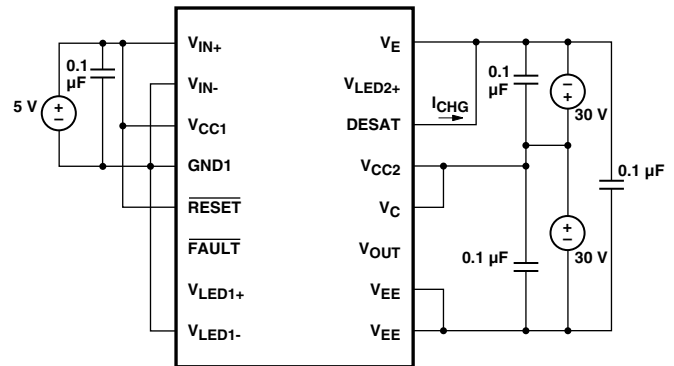 5 V
0.1
µF
VIN+
VIN-
VCC1
GND1
RESET
FAULT
VLED1+
VLED1-
VE
VLED2+
DESAT
VCC2
VC
VOUT
VEE
VEE
ICHG
0.1
µF
30 V
0.1 µF
0.1 µF
30 V